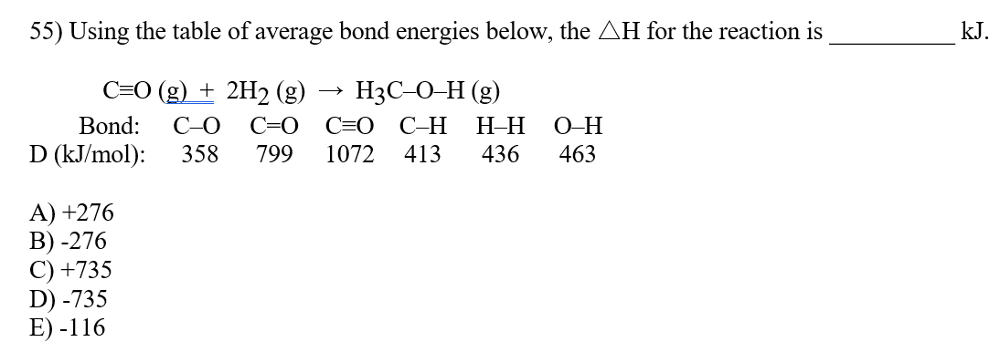 55) Using the table of average bond energies below, the △H for the reaction is __________ kJ.
C≡O (g) + 2H₂ (g) → H₃C–O–H (g)
Bond: C–O C=O C≡O C–H H–H O–H
D (kJ/mol): 358 799 1072 413 436 463
A) +276
B) -276
C) +735
D) -735
E) -116